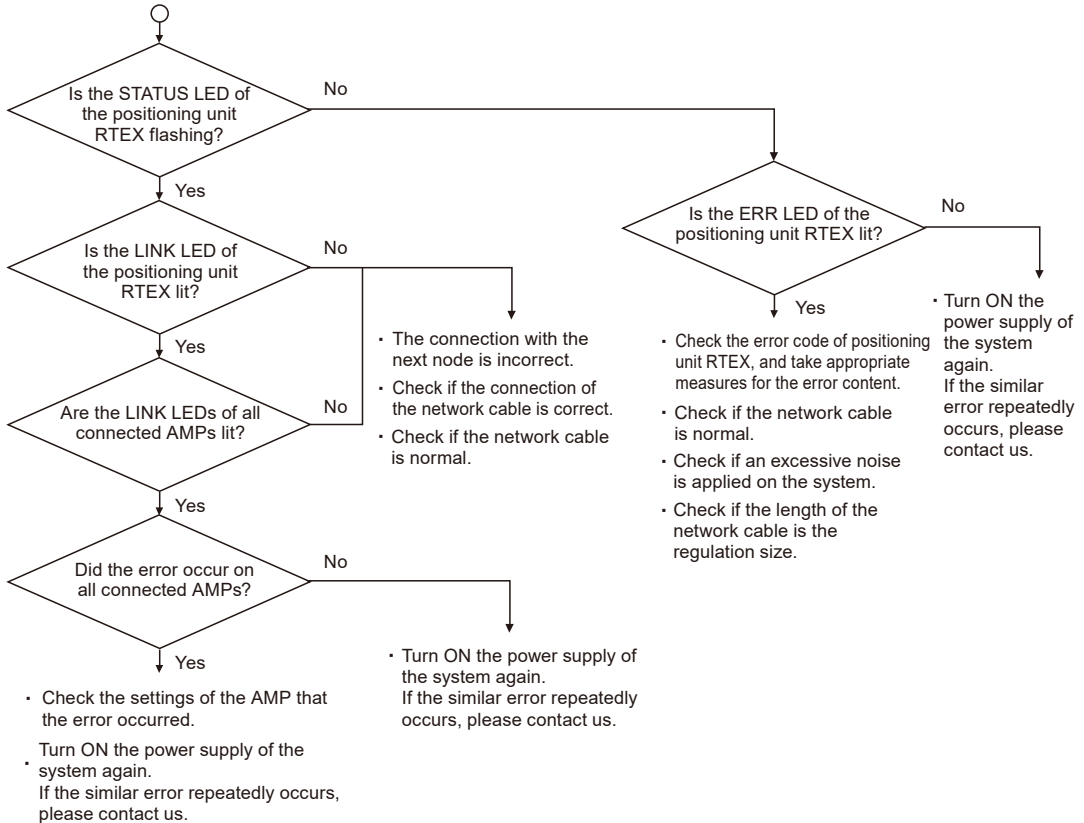 Is the STATUS LED of
the positioning unit
RTEX flashing?
No
Yes
Is the ERR LED of the
positioning unit RTEX lit?
No
Yes
Is the LINK LED of
the positioning unit
RTEX lit?
No
Yes
· The connection with the
next node is incorrect.
· Check if the connection of
the network cable is correct.
· Check if the network cable
is normal.
· Check the error code of positioning
unit RTEX, and take appropriate
measures for the error content.
· Check if the network cable
is normal.
· Check if an excessive noise
is applied on the system.
· Check if the length of the
network cable is the
regulation size.
· Turn ON the
power supply of
the system
again.
If the similar
error repeatedly
occurs, please
contact us.
Are the LINK LEDs of all
connected AMPs lit?
No
Yes
Did the error occur on
all connected AMPs?
No
Yes
· Turn ON the power supply of
the system again.
If the similar error repeatedly
occurs, please contact us.
· Check the settings of the AMP that
the error occurred.
· Turn ON the power supply of the
system again.
If the similar error repeatedly occurs,
please contact us.